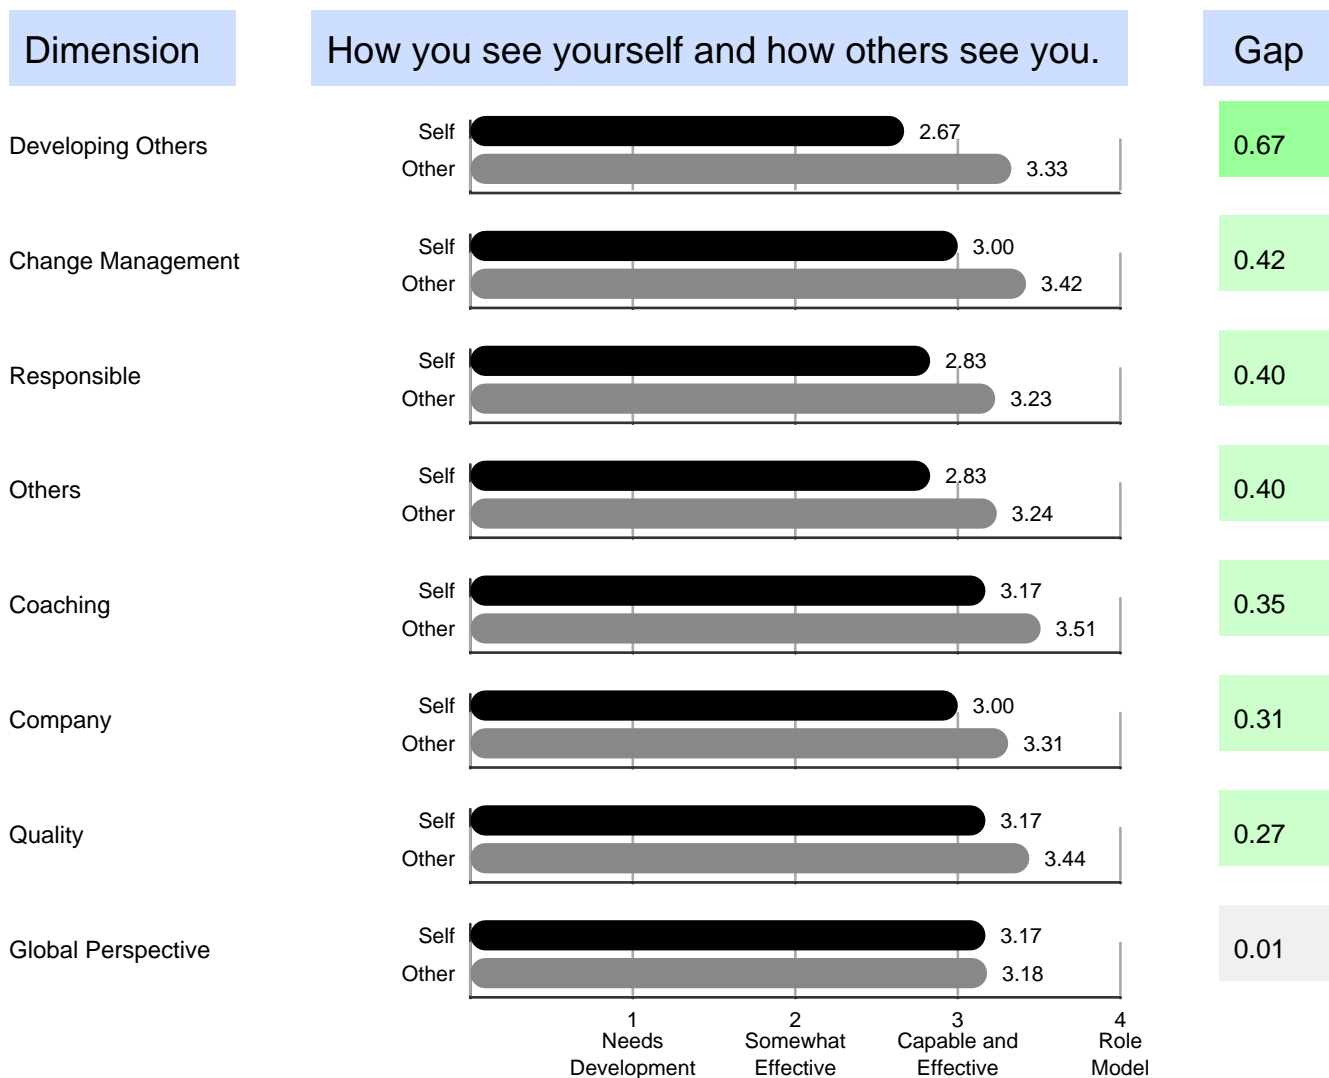 Dimension
How you see yourself and how others see you.
Gap
Developing Others
Self
2.67
Other
3.33
0.67
Change Management
Self
3.00
Other
3.42
0.42
Responsible
Self
2.83
Other
3.23
0.40
Others
Self
2.83
Other
3.24
0.40
Coaching
Self
3.17
Other
3.51
0.35
Company
Self
3.00
Other
3.31
0.31
Quality
Self
3.17
Other
3.44
0.27
Global Perspective
Self
3.17
Other
3.18
0.01
1
Needs
Development
2
Somewhat
Effective
3
Capable and
Effective
4
Role
Model